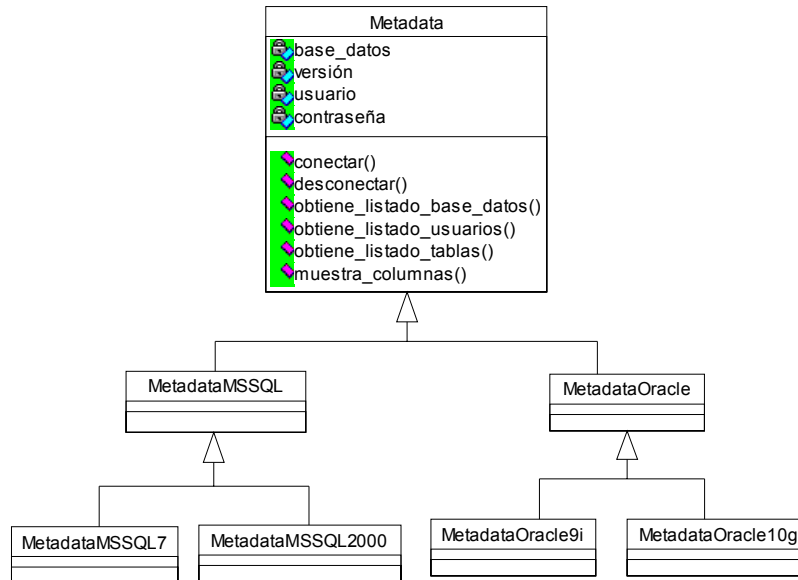 Metadata
base_datos
versión
usuario
contraseña
conectar()
desconectar()
obtiene_listado_base_datos()
obtiene_listado_usuarios()
obtiene_listado_tablas()
muestra_columnas()
MetadataMSSQL
MetadataOracle
MetadataMSSQL7
MetadataMSSQL2000
MetadataOracle9i
MetadataOracle10g